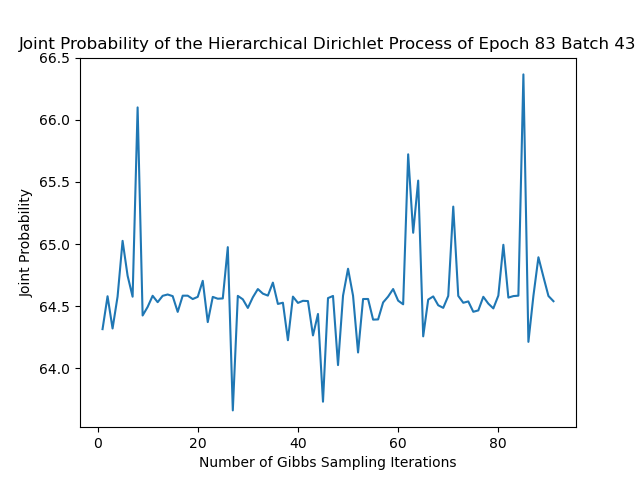 Joint Probability of the Hierarchical Dirichlet Process of Epoch 83 Batch 43
66.5
66.0
65.5
65.0
64.5
64.0
Joint Probability
0 20 40 60 80
Number of Gibbs Sampling Iterations